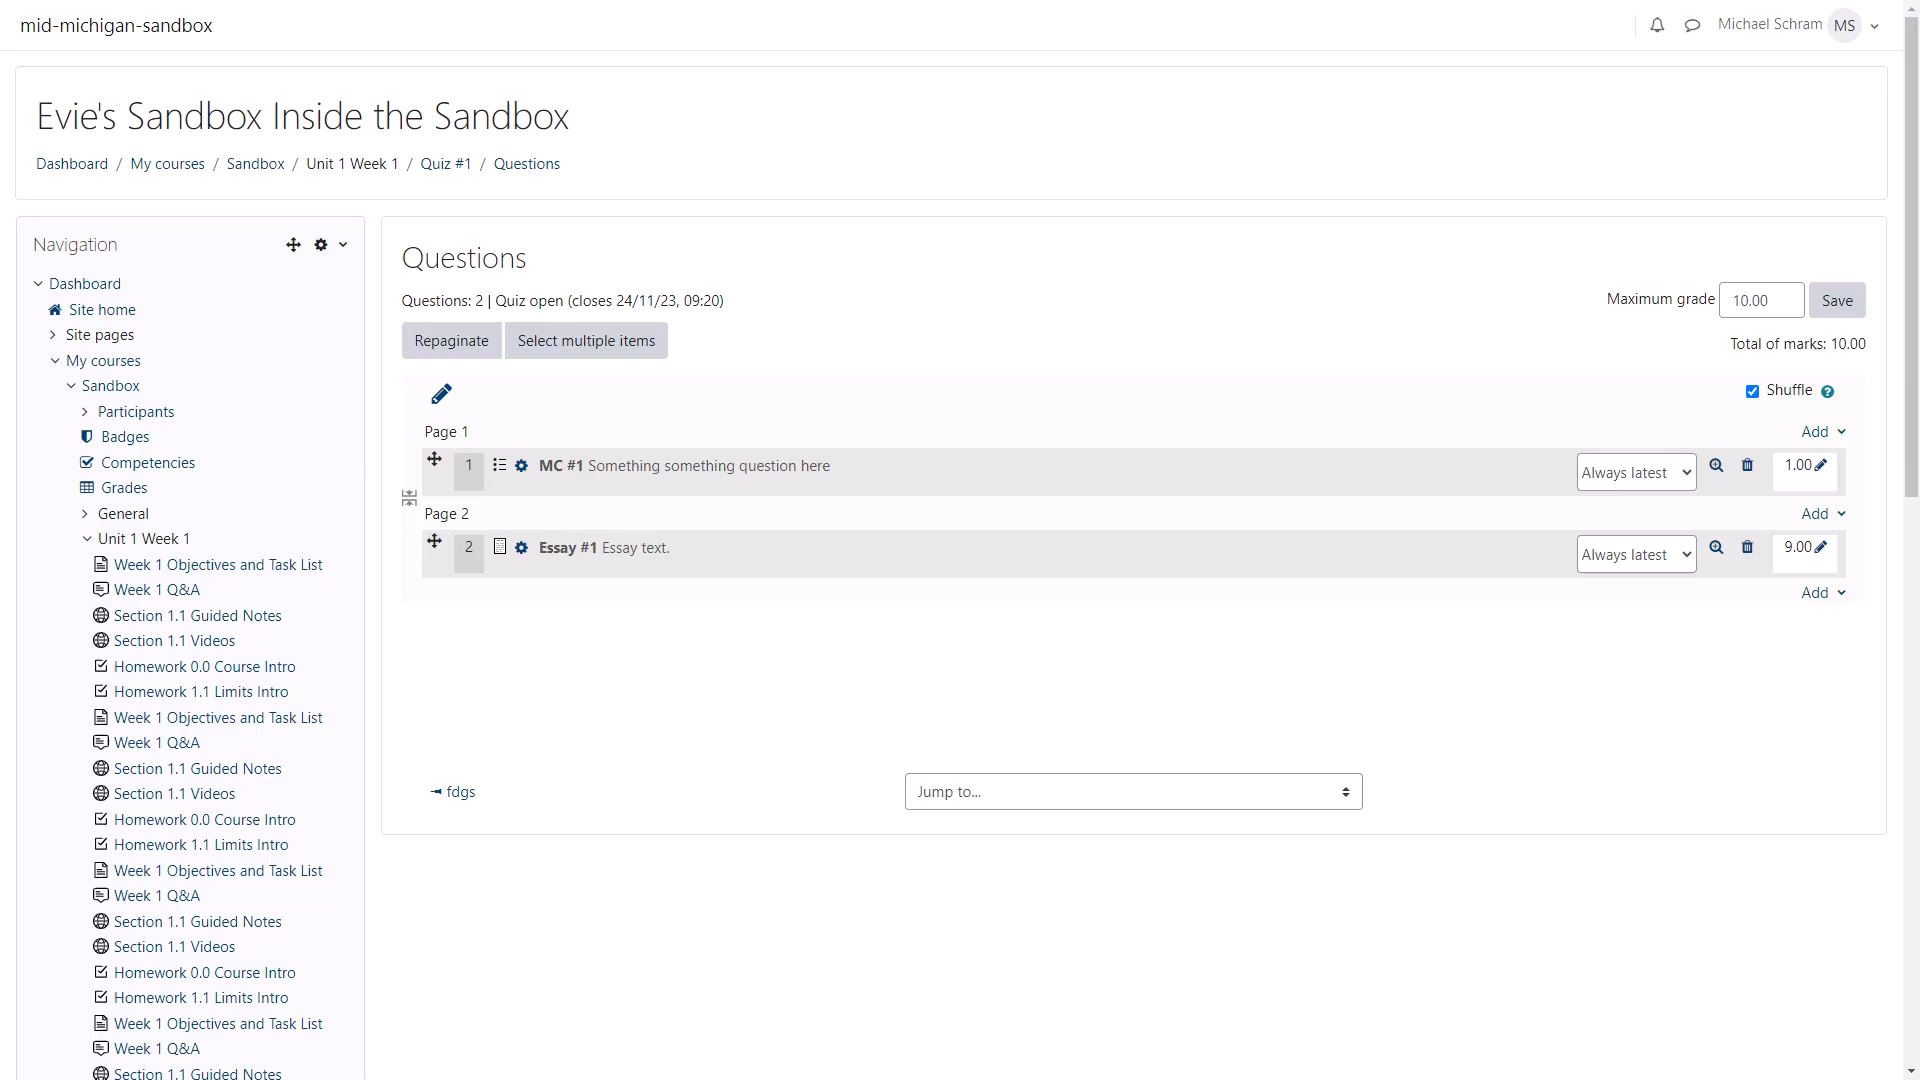 mid-michigan-sandbox
Michael Schram MS
Evie's Sandbox Inside the Sandbox
Dashboard / My courses / Sandbox / Unit 1 Week 1 / Quiz #1 / Questions
Navigation
Dashboard
Site home
Site pages
My courses
Sandbox
Participants
Badges
Competencies
Grades
General
Unit 1 Week 1
Week 1 Objectives and Task List
Week 1 Q&A
Section 1.1 Guided Notes
Section 1.1 Videos
Homework 0.0 Course Intro
Homework 1.1 Limits Intro
Week 1 Objectives and Task List
Week 1 Q&A
Section 1.1 Guided Notes
Section 1.1 Videos
Homework 0.0 Course Intro
Homework 1.1 Limits Intro
Week 1 Objectives and Task List
Week 1 Q&A
Section 1.1 Guided Notes
Section 1.1 Videos
Homework 0.0 Course Intro
Homework 1.1 Limits Intro
Week 1 Objectives and Task List
Week 1 Q&A
Section 1.1 Guided Notes
Questions
Questions: 2 | Quiz open (closes 24/11/23, 09:20)
Maximum grade 10.00 Save
Repaginate Select multiple items
Total of marks: 10.00
Shuffle ?
Page 1 Add
1 MC #1 Something something question here Always latest 1.00
Page 2 Add
2 Essay #1 Essay text. Always latest 9.00
Add
fdgs
Jump to...